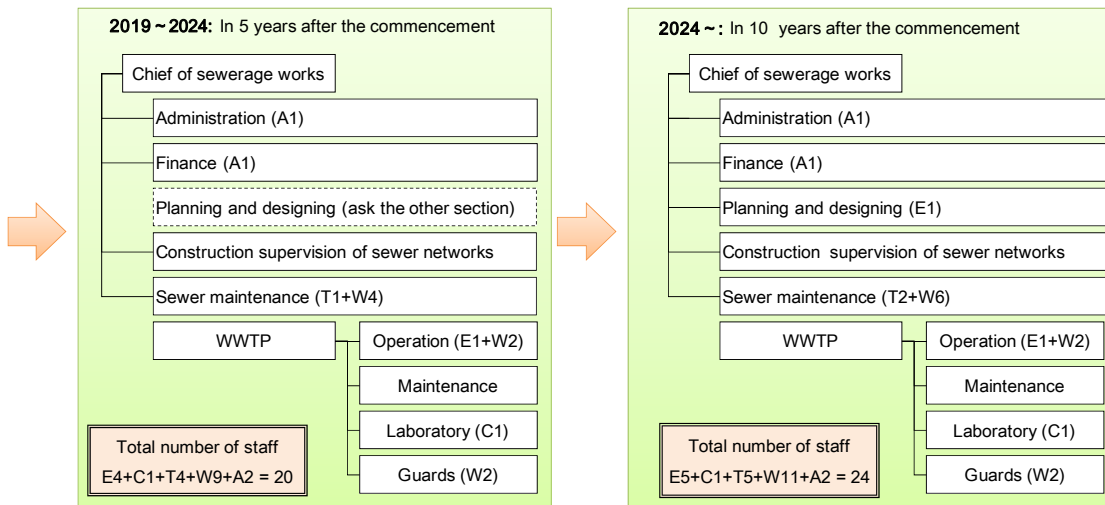 2019～2024: In 5 years after the commencement
Chief of sewerage works
Administration (A1)
Finance (A1)
Planning and designing (ask the other section)
Construction supervision of sewer networks
Sewer maintenance (T1+W4)
WWTP
Operation (E1+W2)
Maintenance
Laboratory (C1)
Guards (W2)
Total number of staff
E4+C1+T4+W9+A2 = 20
2024～: In 10 years after the commencement
Chief of sewerage works
Administration (A1)
Finance (A1)
Planning and designing (E1)
Construction supervision of sewer networks
Sewer maintenance (T2+W6)
WWTP
Operation (E1+W2)
Maintenance
Laboratory (C1)
Guards (W2)
Total number of staff
E5+C1+T5+W11+A2 = 24